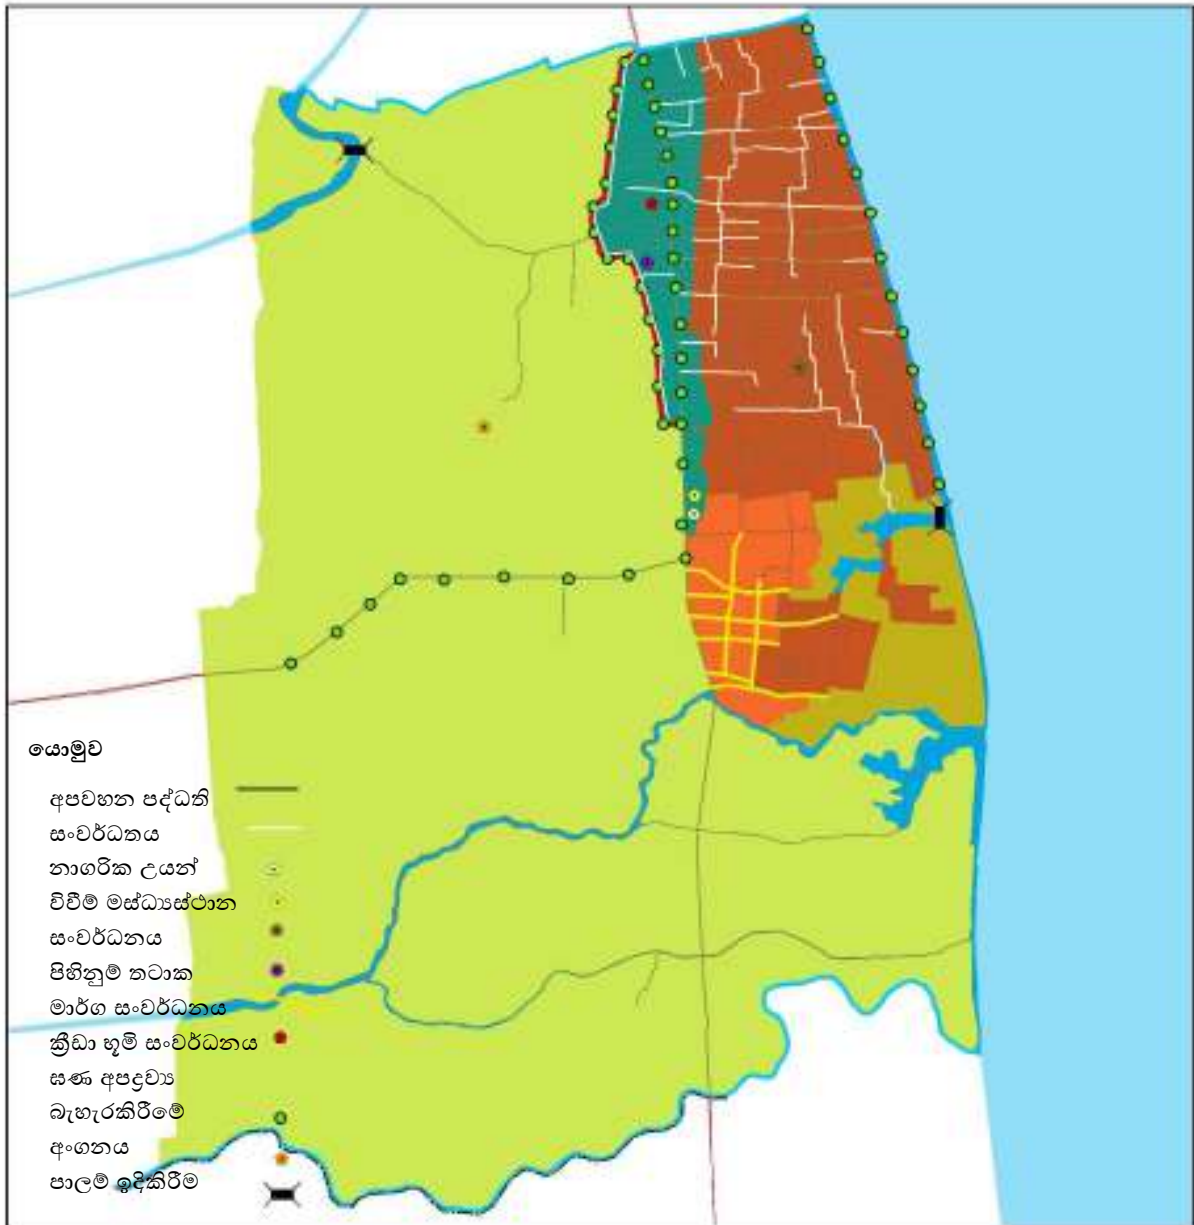 යොමුව
අපවහන පද්ධති
සංවර්ධනය
නාගරික උයන්
විවීම් මස්ධ්‍යස්ථාන
සංවර්ධනය
පිහිනුම් තටාක
මාර්ග සංවර්ධනය
ක්‍රීඩා භූමි සංවර්ධනය
ඝණ අපද්‍රව්‍ය
බැහැරකිරීමේ
අංගනය
පාලම් ඉදිකිරීම